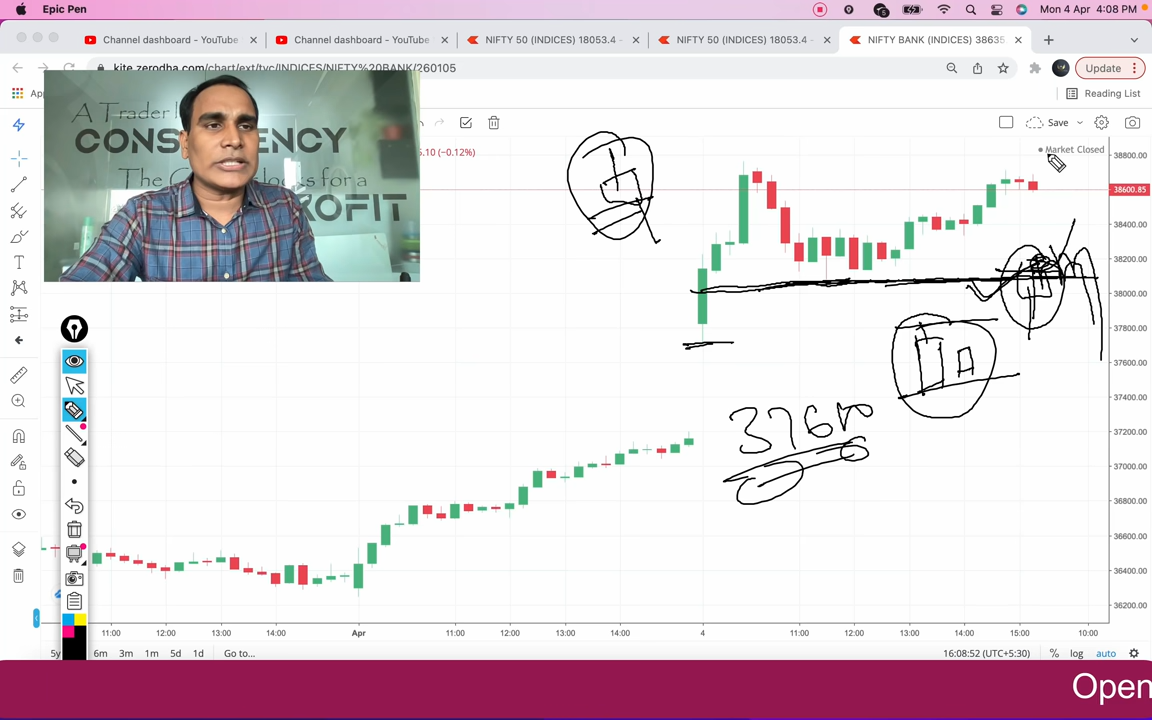 Epic Pen
Mon 4 Apr 4:08 PM
Channel dashboard - YouTube
Channel dashboard - YouTube
NIFTY 50 (INDICES) 18053.4 -
NIFTY 50 (INDICES) 18053.4 -
NIFTY BANK (INDICES) 38635
kite.zerodha.com/chart/ext/tvc/INDICES/NIFTY%20BANK/260105
Update
Reading List
Save
A Trader
CONSISTENCY
The
for a
PROFIT
5.10 (−0.12%)
Market Closed
38800.00
38600.85
38400.00
38200.00
38000.00
37800.00
37600.00
37400.00
37200.00
37000.00
36800.00
36600.00
36400.00
36200.00
11:00
12:00
13:00
14:00
Apr
11:00
12:00
13:00
14:00
4
11:00
12:00
13:00
14:00
15:00
10:00
5y
6m
3m
1m
5d
1d
Go to...
16:08:52 (UTC+5:30)
%
log
auto
Open